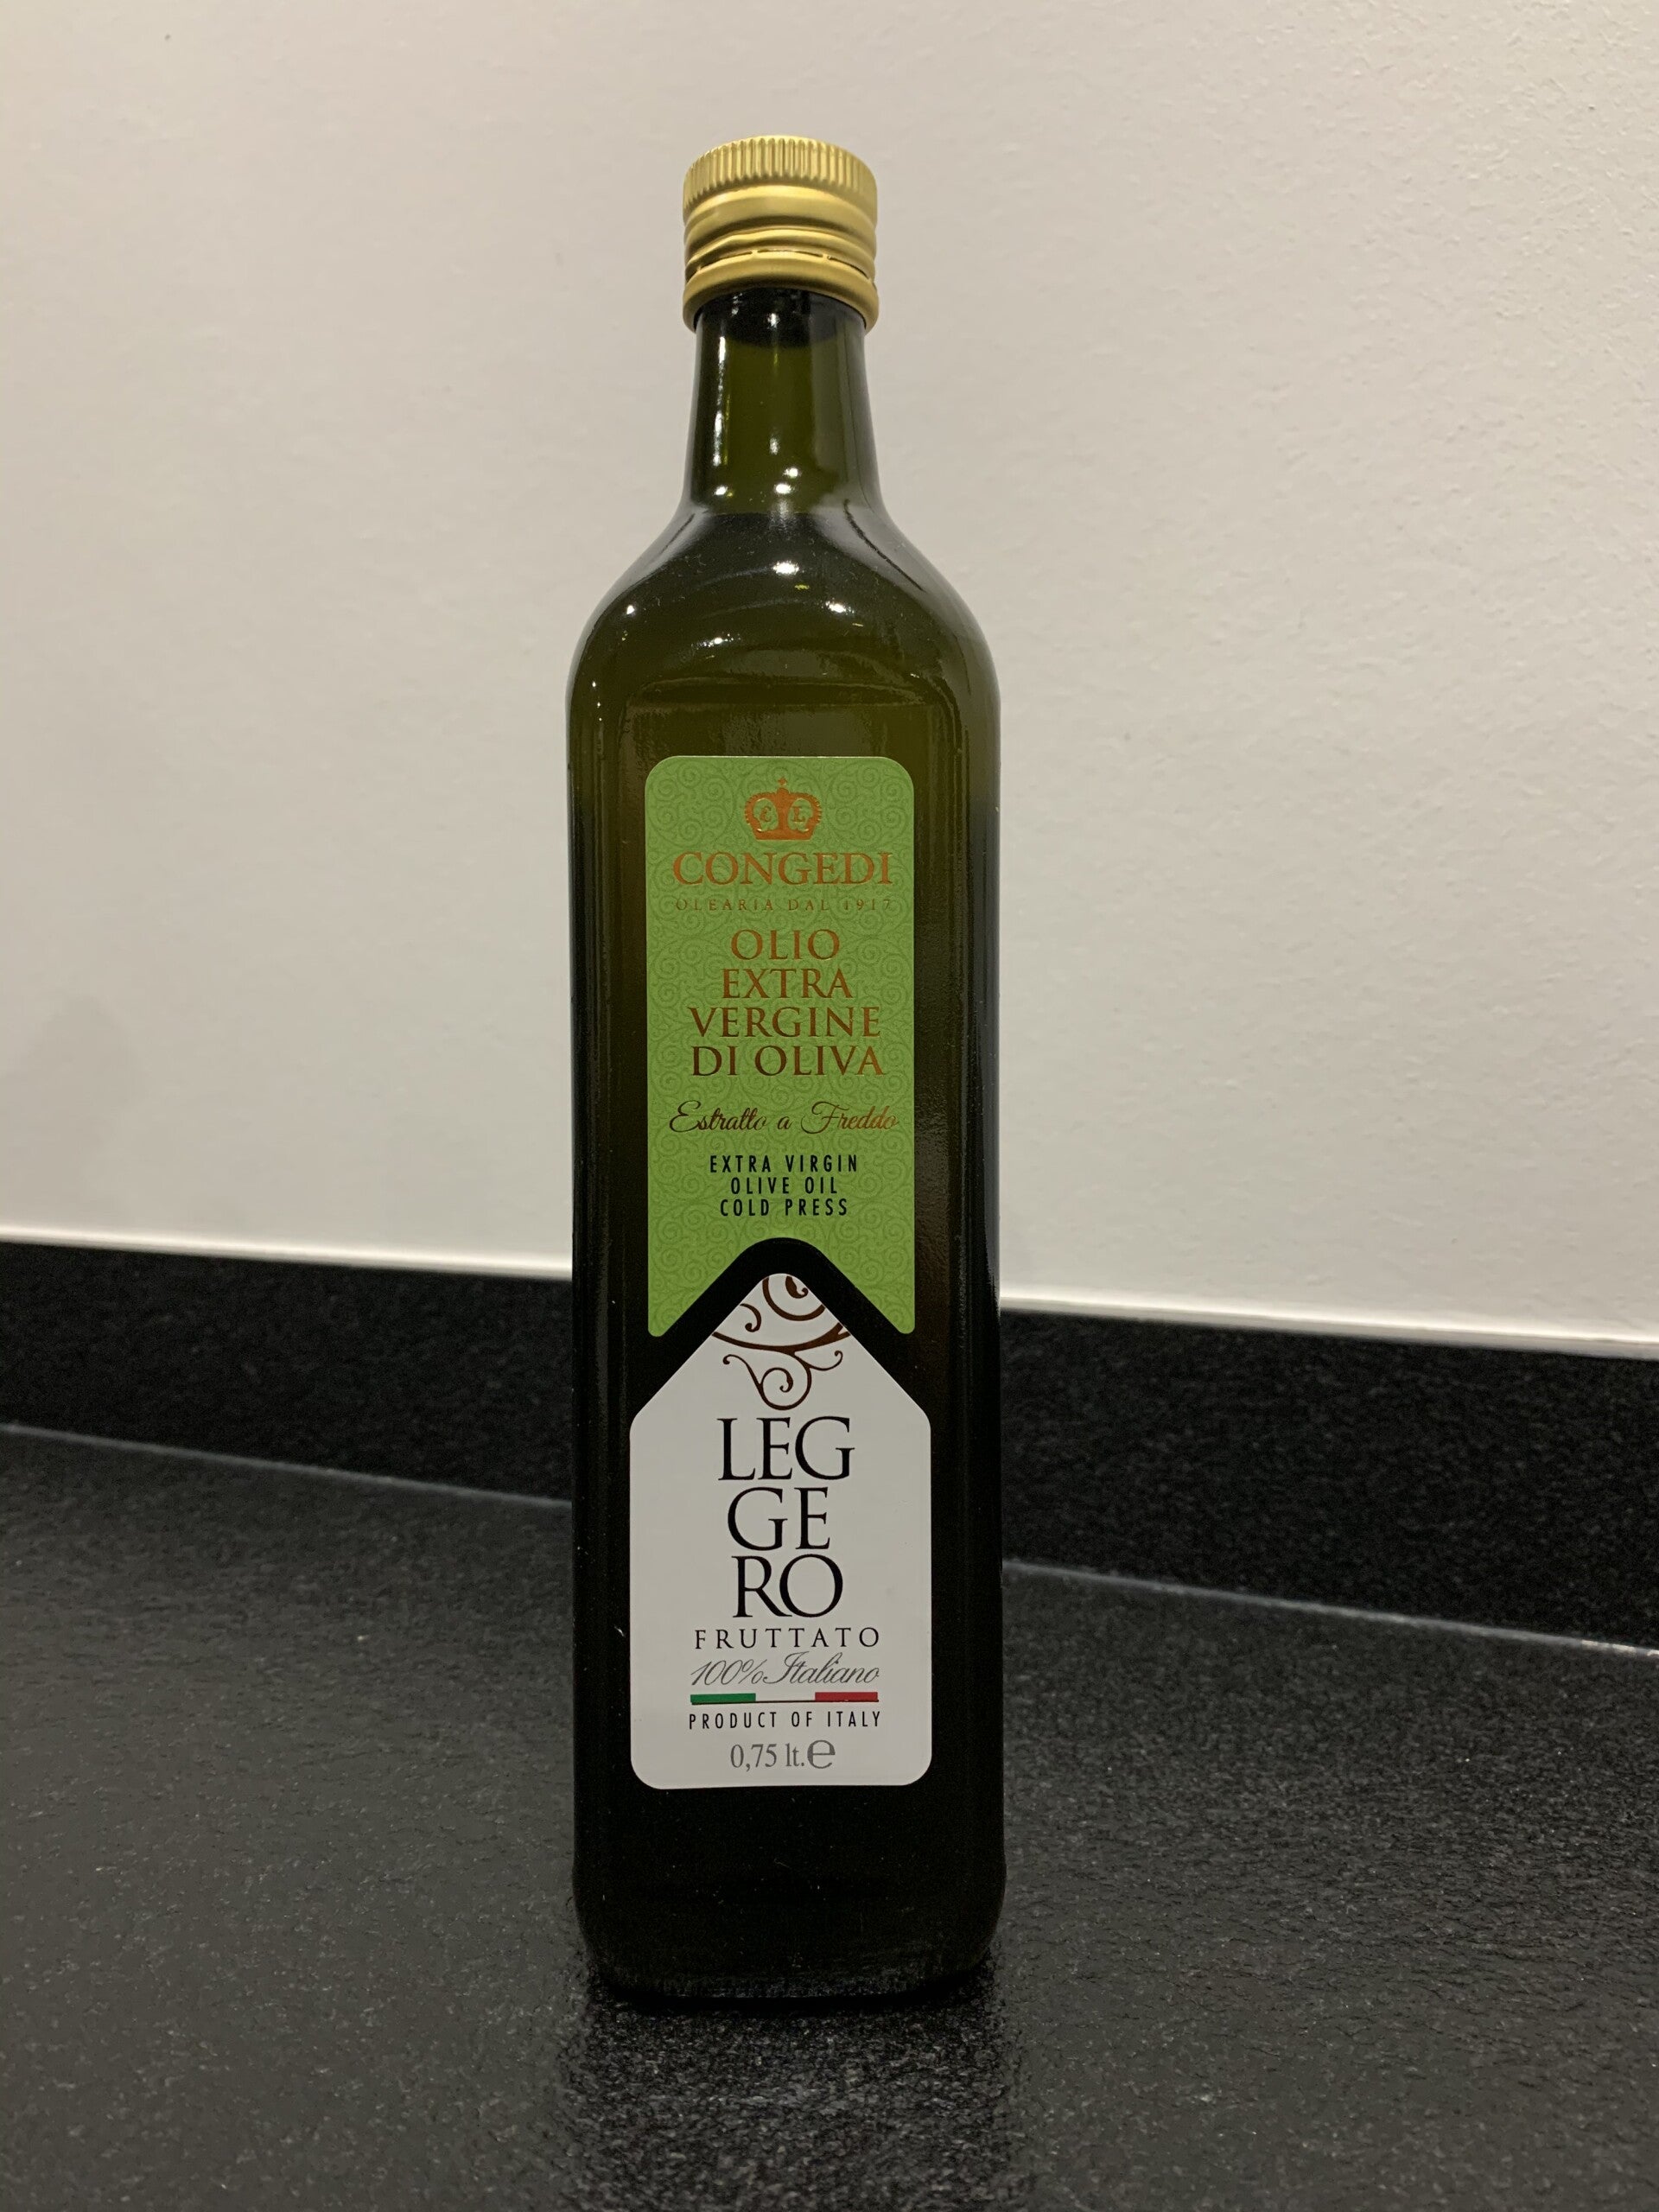 CONGEDI
OLEARIA DAL 1917
OLIO
EXTRA
VERGINE
DI OLIVA
Estratto a Freddo
EXTRA VIRGIN
OLIVE OIL
COLD PRESS
LEG
GE
RO
FRUTTATO
100% Italiano
PRODUCT OF ITALY
0,75 lt.℮